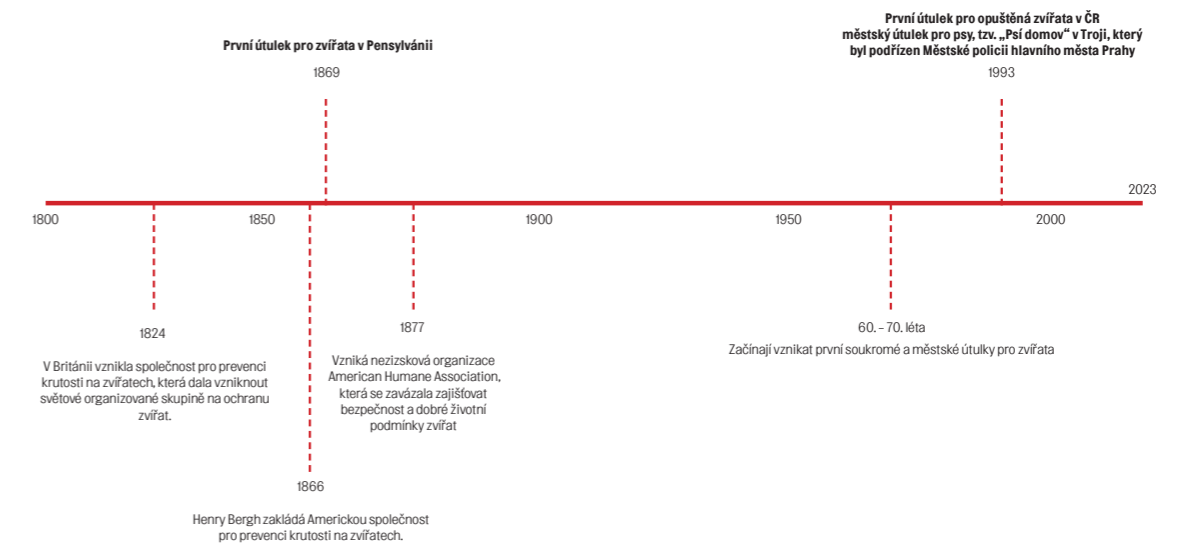 První útulek pro opuštěná zvířata v ČR
městský útulek pro psy, tzv. „Psí domov“ v Troji, který
byl podřízen Městské policii hlavního města Prahy
1993
První útulek pro zvířata v Pensylvánii
1869
2023
1800
1850
1900
1950
2000
1824
V Británii vznikla společnost pro prevenci
krutosti na zvířatech, která dala vzniknout
světové organizované skupině na ochranu
zvířat.
1877
Vzniká nezizsková organizace
American Humane Association,
která se zavázala zajišťovat
bezpečnost a dobré životní
podmínky zvířat
60. – 70. léta
Začínají vznikat první soukromé a městské útulky pro zvířata
1866
Henry Bergh zakládá Americkou společnost
pro prevenci krutosti na zvířatech.